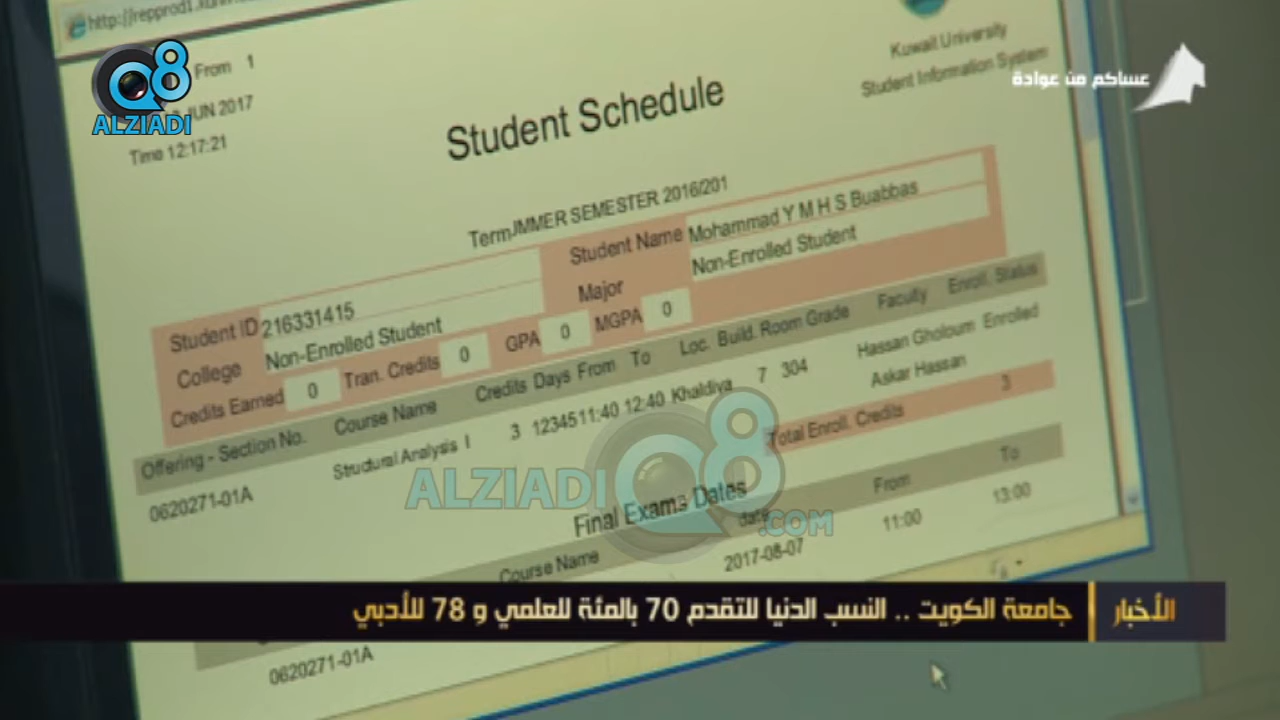 http://repprod1.
Q8
ALZIADI
From 1
JUN 2017
Time 12:17:21
Kuwait University
Student Information System
عساكم من عوادة
Student Schedule
Term
MMER SEMESTER 2016/201
Student ID 216331415
Student Name Mohammad Y M H S Buabbas
College Non-Enrolled Student
Major Non-Enrolled Student
Credits Earned 0 Tran. Credits 0 GPA 0 MGPA 0
Offering - Section No. Course Name Credits Days From To Loc. Build. Room Grade Faculty Enroll. Status
0620271-01A Structural Analysis I 3 12345 11:40 12:40 Khaldiya 7 304 Hassan Gholoum Enrolled
Askar Hassan
Total Enroll. Credits 3
ALZIADI Q8 .COM
Final Exams Dates
Course Name date From To
2017-08-07 11:00 13:00
الأخبار جامعة الكويت .. النسب الدنيا للتقدم 70 بالمئة للعلمي و 78 للأدبي
0620271-01A